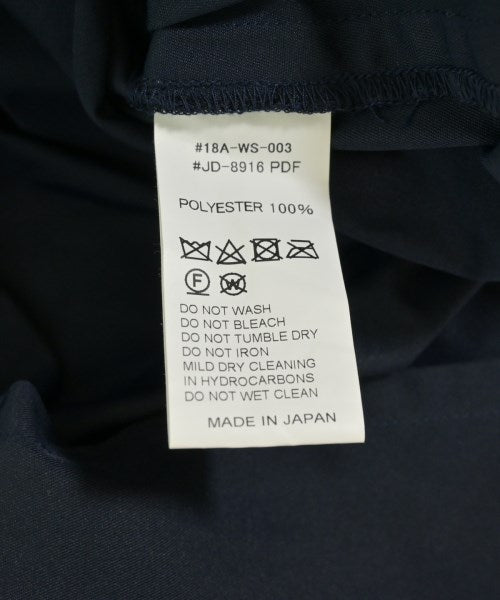 #18A-WS-003
#JD-8916 PDF
POLYESTER 100%
F W
DO NOT WASH
DO NOT BLEACH
DO NOT TUMBLE DRY
DO NOT IRON
MILD DRY CLEANING
IN HYDROCARBONS
DO NOT WET CLEAN
MADE IN JAPAN